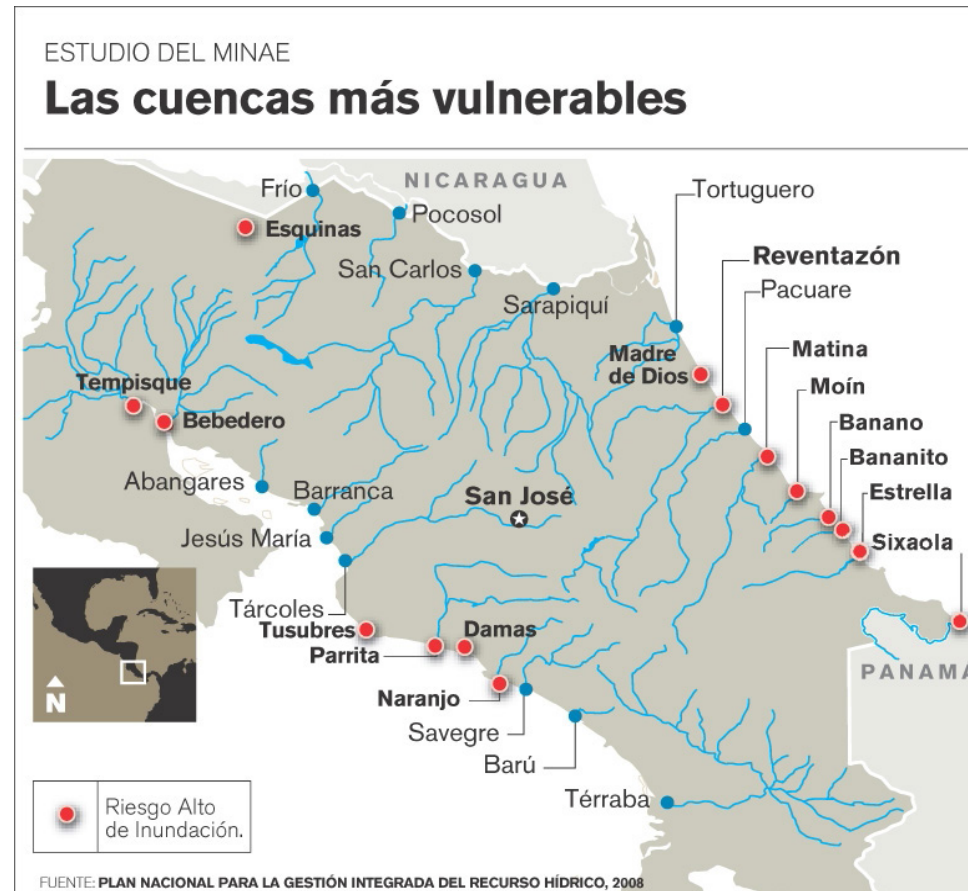 ESTUDIO DEL MINAE
Las cuencas más vulnerables
Frío
NICARAGUA
Tortuguero
Pocosol
Esquinas
Reventazón
San Carlos
Pacuare
Sarapiquí
Madre
de Dios
Matina
Tempisque
Moín
Bebedero
Banano
Bananito
Abangares
Barranca
San José
Estrella
Jesús María
Sixaola
Tárcoles
Tusubres
Damas
Parrita
PANAMA
N
Naranjo
Savegre
Barú
Térraba
Riesgo Alto
de Inundación.
FUENTE: PLAN NACIONAL PARA LA GESTIÓN INTEGRADA DEL RECURSO HÍDRICO, 2008